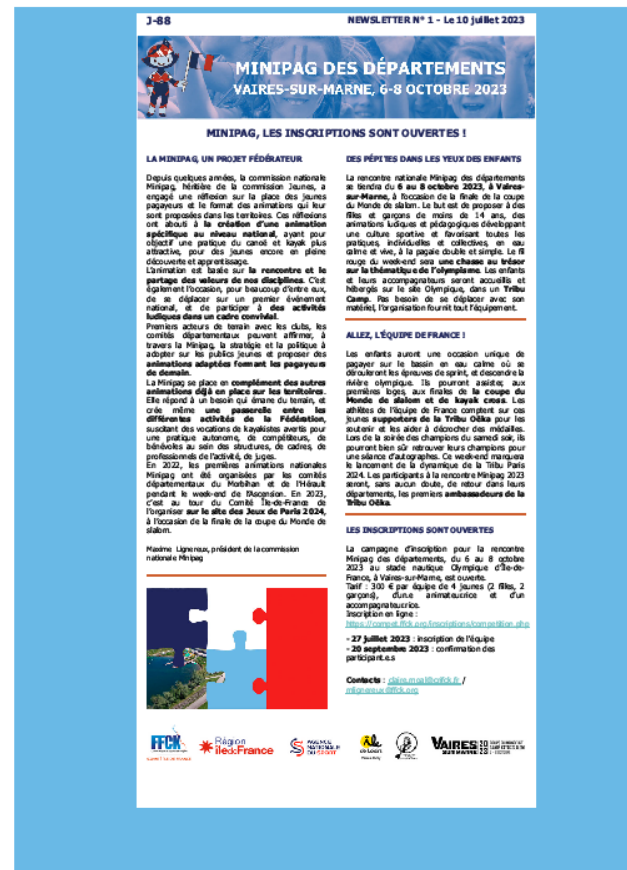 J-88
NEWSLETTER N° 1 - Le 10 juillet 2023
MINIPAG DES DÉPARTEMENTS
VAIRES-SUR-MARNE, 6-8 OCTOBRE 2023
MINIPAG, LES INSCRIPTIONS SONT OUVERTES !
LA MINIPAG, UN PROJET FÉDÉRATEUR
Depuis quelques années, la commission nationale
Minipag, héritière de la commission Jeunes, a
engagé une réflexion sur la place des jeunes
pagayeurs et le format des animations qui leur
sont proposées dans les territoires. Ces réflexions
ont abouti à la création d'une animation
spécifique au niveau national, ayant pour
objectif une pratique du canoë et kayak plus
attractive, pour des jeunes encore en pleine
découverte et apprentissage.
L'animation est basée sur la rencontre et le
partage des valeurs de nos disciplines. C'est
également l'occasion, pour beaucoup d'entre eux,
de se déplacer sur un premier événement
national, et de participer à des activités
ludiques dans un cadre convivial.
Premiers acteurs de terrain avec les clubs, les
comités départementaux peuvent affirmer, à
travers la Minipag, la stratégie et la politique à
adopter sur les publics jeunes et proposer des
animations adaptées formant les pagayeurs
de demain.
La Minipag se place en complément des autres
animations déjà en place sur les territoires.
Elle répond à un besoin qui émane du terrain, et
crée même une passerelle entre les
différentes activités de la Fédération,
suscitant des vocations de kayakistes avertis pour
une pratique autonome, de compétiteurs, de
bénévoles au sein des structures, de cadres, de
professionnels de l'activité, de juges.
En 2022, les premières animations nationales
Minipag ont été organisées par les comités
départementaux du Morbihan et de l'Hérault
pendant le week-end de l'Ascension. En 2023,
c'est au tour du Comité Île-de-France de
l'organiser sur le site des Jeux de Paris 2024,
à l'occasion de la finale de la coupe du Monde de
slalom.
Maxime Ligneraux, président de la commission
nationale Minipag
DES PÉPITES DANS LES YEUX DES ENFANTS
La rencontre nationale Minipag des départements
se tiendra du 6 au 8 octobre 2023, à Vaires-
sur-Marne, à l'occasion de la finale de la coupe
du Monde de slalom. Le but est de proposer à des
filles et garçons de moins de 14 ans, des
animations ludiques et pédagogiques développant
une culture sportive et favorisant toutes les
pratiques, individuelles et collectives, en eau
calme et vive, à la pagaie double et simple. Le fil
rouge du week-end sera une chasse au trésor
sur la thématique de l'olympisme. Les enfants
et leurs accompagnateurs seront accueillis et
hébergés sur le site Olympique, dans un Tribu
Camp. Pas besoin de se déplacer avec son
matériel, l'organisation fournit tout l'équipement.
ALLEZ, L'ÉQUIPE DE FRANCE !
Les enfants auront une occasion unique de
pagayer sur le bassin en eau calme où se
dérouleront les épreuves de sprint, et descendre la
rivière olympique. Ils pourront assister, aux
premières loges, aux finales de la coupe du
Monde de slalom et de kayak cross. Les
athlètes de l'équipe de France comptent sur ces
jeunes supporters de la Tribu Oëka pour les
soutenir et les aider à décrocher des médailles.
Lors de la soirée des champions du samedi soir, ils
pourront bien sûr retrouver leurs champions pour
une séance d'autographes. Ce week-end marquera
le lancement de la dynamique de la Tribu Paris
2024. Les participants à la rencontre Minipag 2023
seront, sans aucun doute, de retour dans leurs
départements, les premiers ambassadeurs de la
Tribu Oëka.
LES INSCRIPTIONS SONT OUVERTES
La campagne d'inscription pour la rencontre
Minipag des départements, du 6 au 8 octobre
2023 au stade nautique Olympique d'Île-de-
France, à Vaires-sur-Marne, est ouverte.
Tarif : 300 € par équipe de 4 jeunes (2 filles, 2
garçons), d'un.e animateur.rice et d'un
accompagnateur.rice.
Inscription en ligne :
https://compet.ffck.org/inscriptions/competition.php
- 27 juillet 2023 : inscription de l'équipe
- 20 septembre 2023 : confirmation des
participant.e.s
Contacts : /
mligneraux@ffck.org
FFCK
Région
îledeFrance
AGENCE
NATIONALE
DU SPORT
île
de loisirs
VAIRES